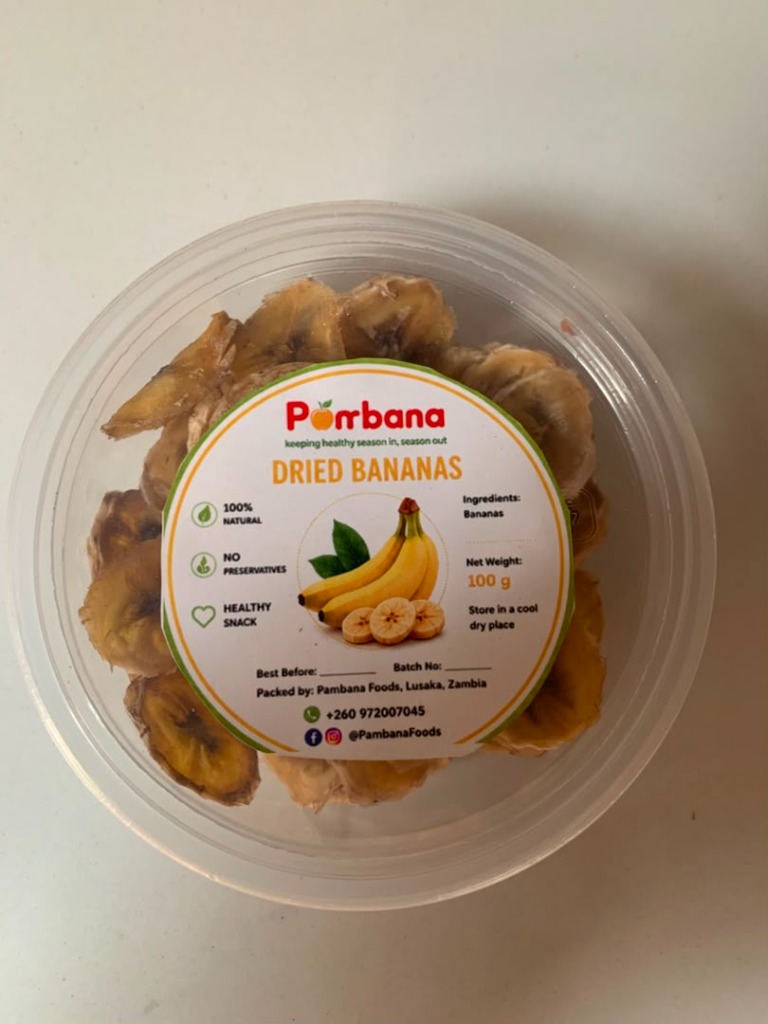 Pambana
keeping healthy season in, season out
DRIED BANANAS
100%
NATURAL
NO
PRESERVATIVES
HEALTHY
SNACK
Ingredients:
Bananas
Net Weight:
100 g
Store in a cool
dry place
Best Before: __________ Batch No: ________
Packed by: Pambana Foods, Lusaka, Zambia
+260 972007045
@PambanaFoods